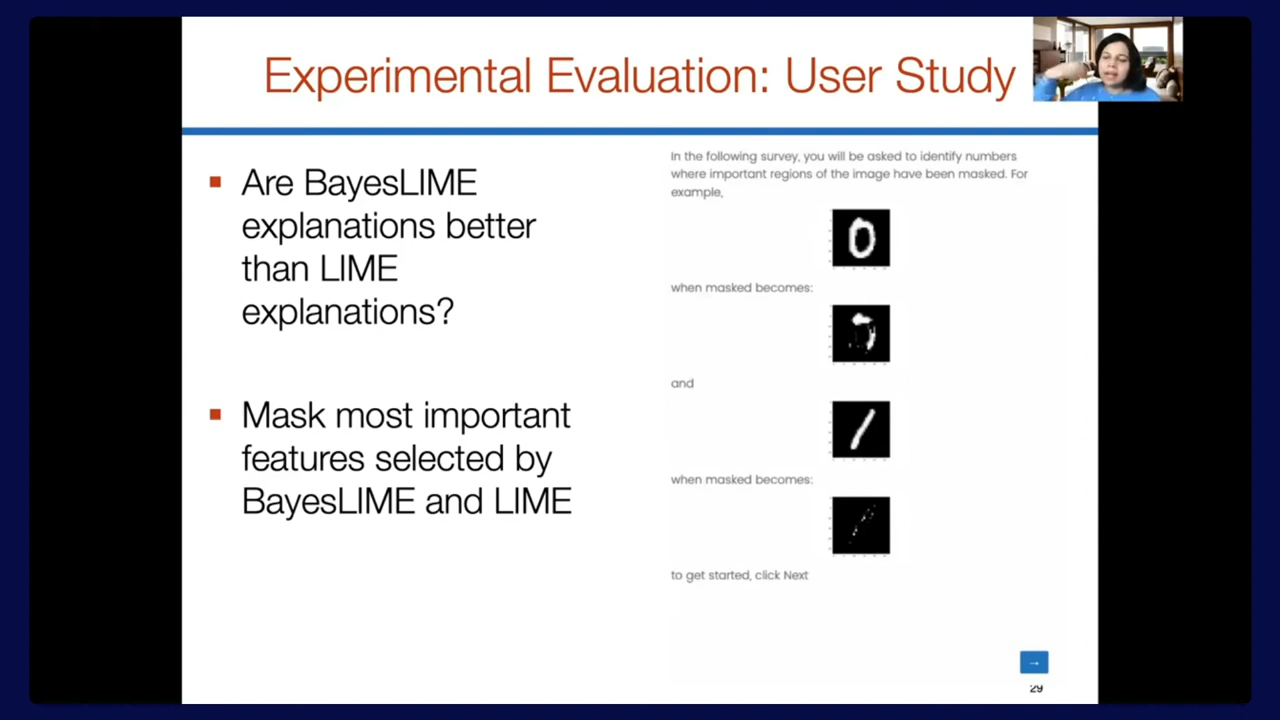 Experimental Evaluation: User Study
▪ Are BayesLIME
explanations better
than LIME
explanations?
▪ Mask most important
features selected by
BayesLIME and LIME
In the following survey, you will be asked to identify numbers
where important regions of the image have been masked. For
example,
0
when masked becomes:
and
1
when masked becomes:
to get started, click Next
→
29